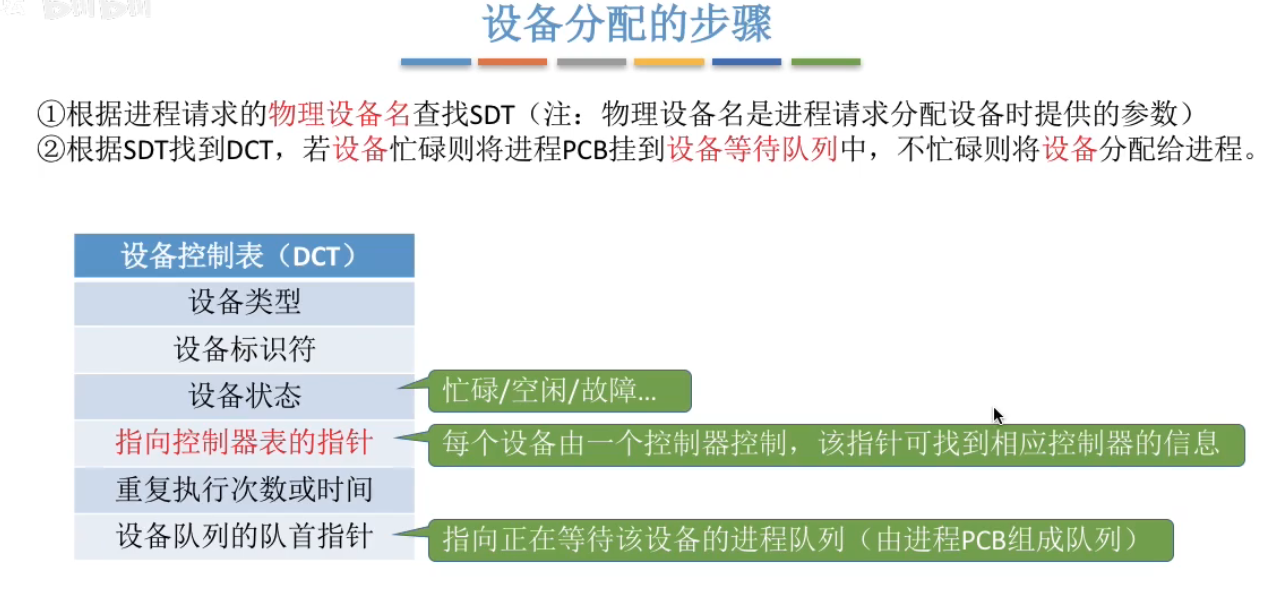 设备分配的步骤
①根据进程请求的物理设备名查找SDT（注：物理设备名是进程请求分配设备时提供的参数）
②根据SDT找到DCT，若设备忙碌则将进程PCB挂到设备等待队列中，不忙碌则将设备分配给进程。
设备控制表（DCT）
设备类型
设备标识符
设备状态
忙碌/空闲/故障...
指向控制器表的指针
每个设备由一个控制器控制，该指针可找到相应控制器的信息
重复执行次数或时间
设备队列的队首指针
指向正在等待该设备的进程队列（由进程PCB组成队列）